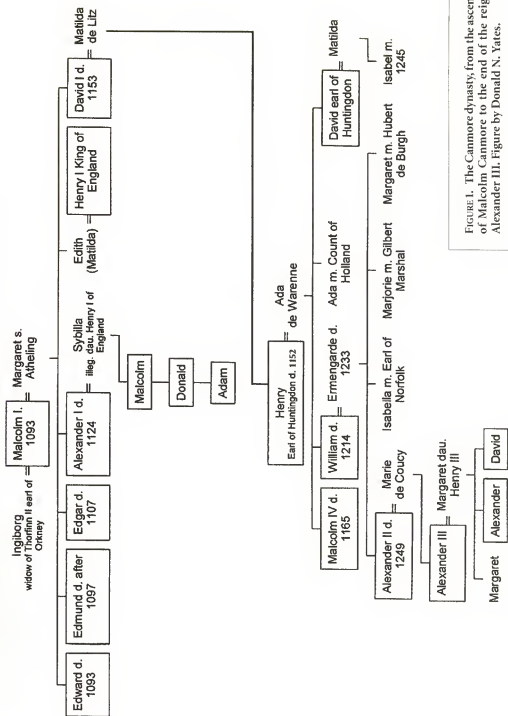 Ingiborg
widow of Thorfinn II earl of
Orkney
Malcolm I.
1093
Margaret s.
Atheling
Edward d.
1093
Edmund d. after
1097
Edgar d.
1107
Alexander I d.
1124
Sybilla
illeg. dau. Henry I of
England
Edith
(Matilda)
Henry I King of
England
David I d.
1153
Matilda
de Litz
Malcolm
Donald
Adam
Henry
Earl of Huntingdon d. 1152
Ada
de Warenne
Malcolm IV d.
1165
William d.
1214
Ermengarde d.
1233
Ada m. Count of
Holland
David earl of
Huntingdon
Matilda
Alexander II d.
1249
Marie
de Coucy
Isabella m. Earl of
Norfolk
Marjorie m. Gilbert
Marshal
Margaret m. Hubert
de Burgh
Isabel m.
1245
Alexander III
Margaret dau.
Henry III
Margaret
Alexander
David
FIGURE 1. The Canmore dynasty, from the ascen
of Malcolm Canmore to the end of the reig
Alexander III. Figure by Donald N. Yates.